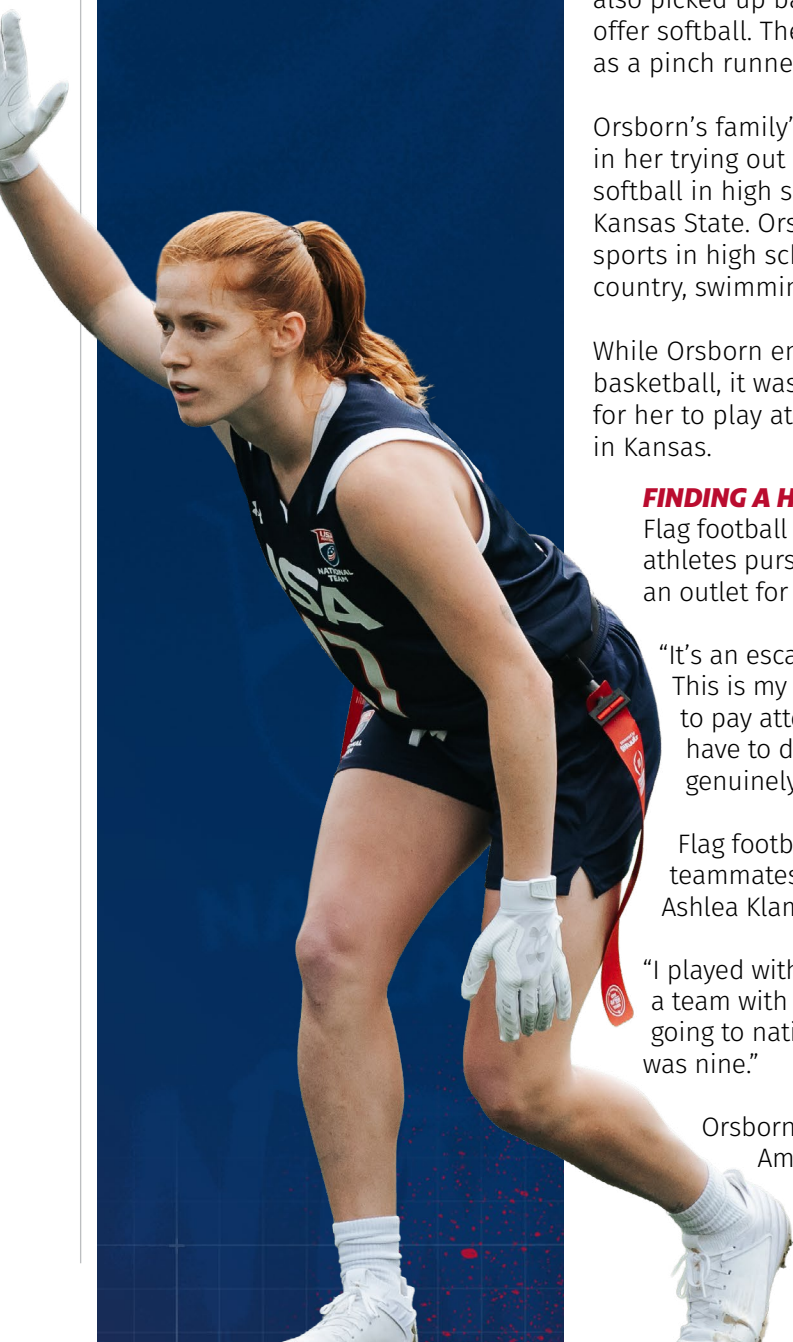 also picked up ba
offer softball. The
as a pinch runne
Orsborn’s family’
in her trying out
softball in high s
Kansas State. Ors
sports in high scl
country, swimmin
While Orsborn en
basketball, it was
for her to play at
in Kansas.
FINDING A H
Flag football
athletes purs
an outlet for
“It’s an esca
This is my
to pay atte
have to d
genuinely
Flag footb
teammates
Ashlea Klan
“I played with
a team with
going to nati
was nine.”
Orsborn
Am
USA
NATIONAL
TEAM
USA
17